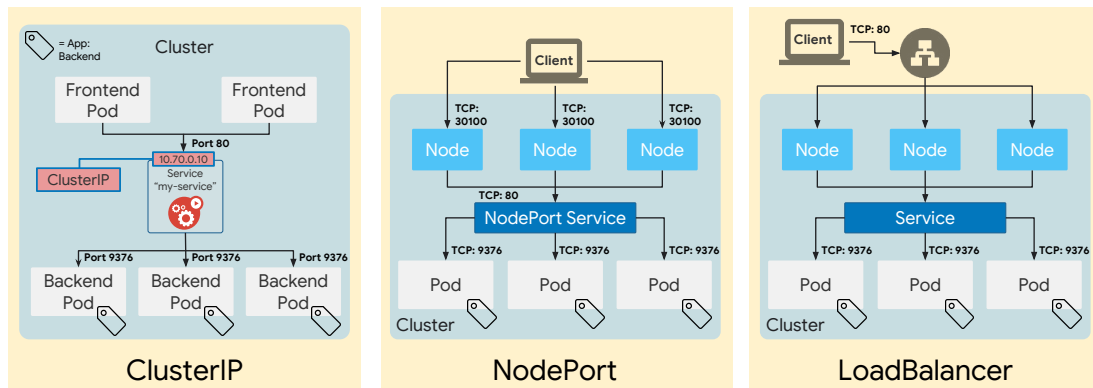 = App:
Backend
Cluster
Frontend
Pod
Frontend
Pod
Port 80
10.70.0.10
ClusterIP
Service
"my-service"
Port 9376
Port 9376
Port 9376
Backend
Pod
Backend
Pod
Backend
Pod
ClusterIP
Client
TCP:
30100
TCP:
30100
TCP:
30100
Node
Node
Node
TCP: 80
NodePort Service
TCP: 9376
TCP: 9376
TCP: 9376
Pod
Pod
Pod
Cluster
NodePort
Client
TCP: 80
Node
Node
Node
Service
TCP: 9376
TCP: 9376
TCP: 9376
Pod
Pod
Pod
Cluster
LoadBalancer